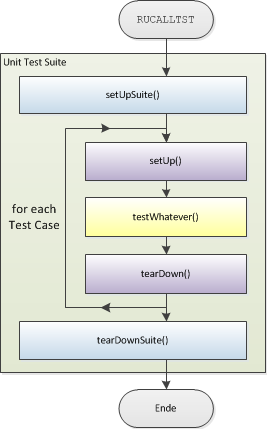 RUCALLTST
Unit Test Suite
setUpSuite()
setUp()
for each
Test Case
testWhatever()
tearDown()
tearDownSuite()
Ende